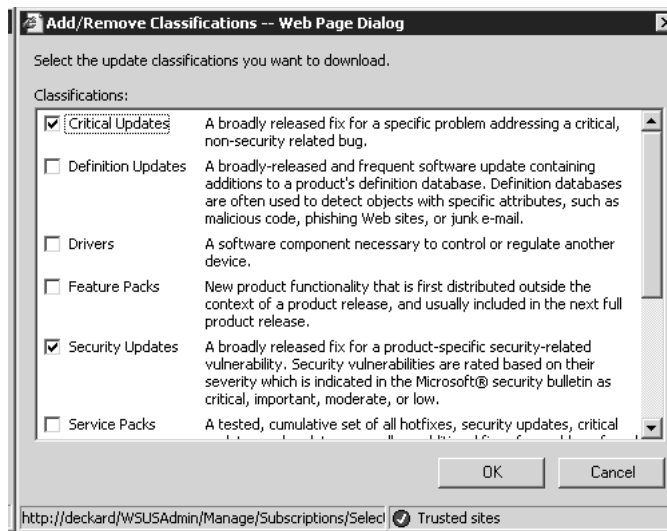 Add/Remove Classifications -- Web Page Dialog
Select the update classifications you want to download.
Classifications:
Critical Updates
A broadly released fix for a specific problem addressing a critical,
non-security related bug.
Definition Updates
A broadly-released and frequent software update containing
additions to a product's definition database. Definition databases
are often used to detect objects with specific attributes, such as
malicious code, phishing Web sites, or junk e-mail.
Drivers
A software component necessary to control or regulate another
device.
Feature Packs
New product functionality that is first distributed outside the
context of a product release, and usually included in the next full
product release.
Security Updates
A broadly released fix for a product-specific security-related
vulnerability. Security vulnerabilities are rated based on their
severity which is indicated in the Microsoft® security bulletin as
critical, important, moderate, or low.
Service Packs
A tested, cumulative set of all hotfixes, security updates, critical
OK
Cancel
http://deckard/WSUSAdmin/Manage/Subscriptions/Select
Trusted sites